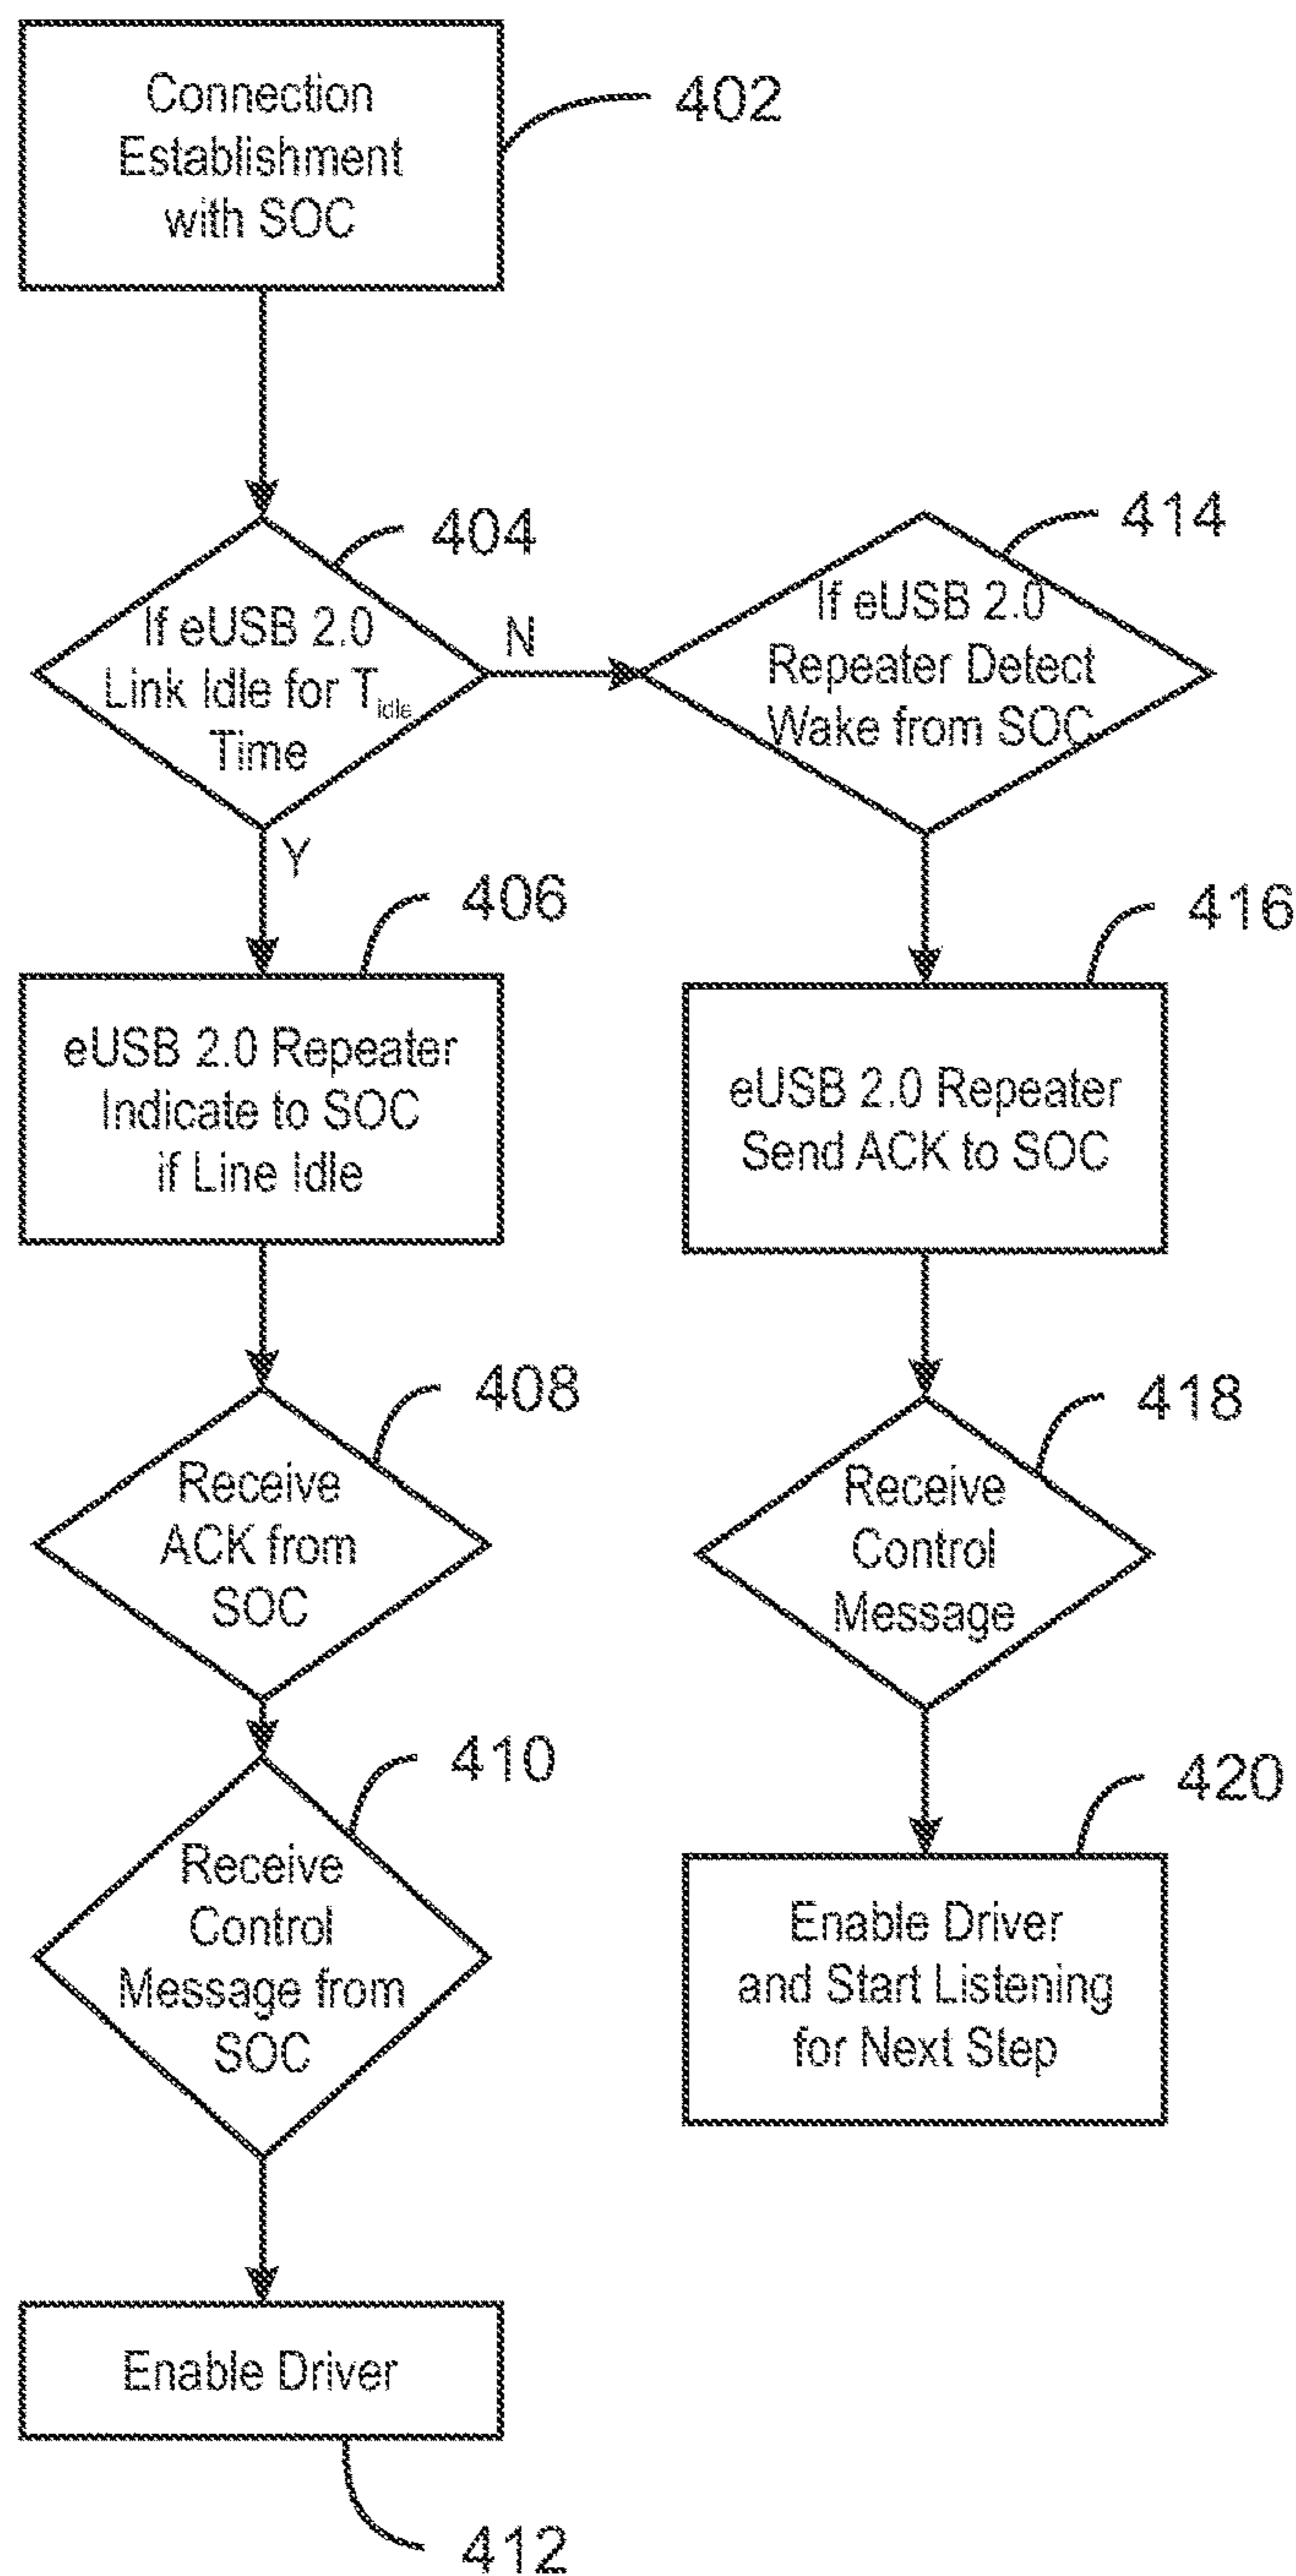 Connection
Establishment
with SOC
402
404
If eUSB 2.0
Link Idle for Tidle
Time
N
Y
414
If eUSB 2.0
Repeater Detect
Wake from SOC
406
eUSB 2.0 Repeater
Indicate to SOC
if Line Idle
416
eUSB 2.0 Repeater
Send ACK to SOC
408
Receive
ACK from
SOC
418
Receive
Control
Message
410
Receive
Control
Message from
SOC
420
Enable Driver
and Start Listening
for Next Step
Enable Driver
412